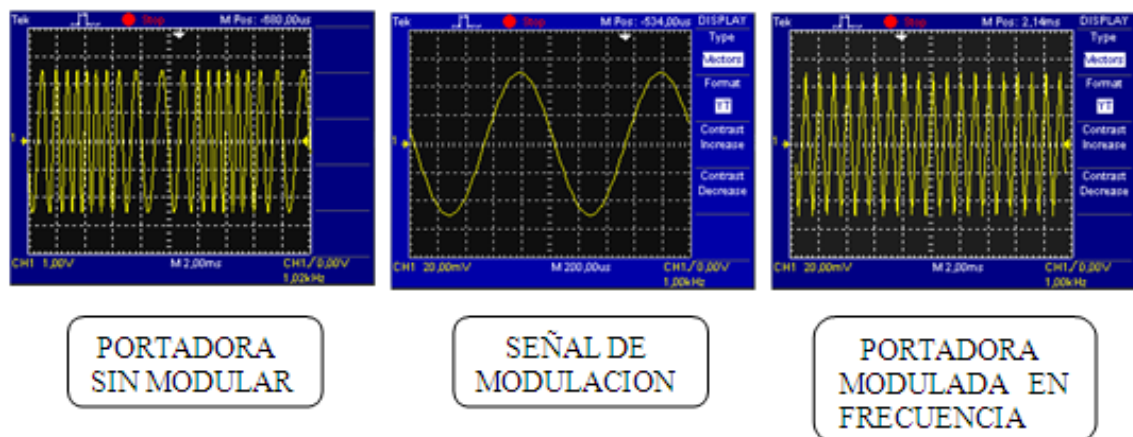 Tek Stop M Pos: -680,00us
1
CH1 1,00V M 2,00ms CH1/0,00V
1,02kHz
Tek Stop M Pos: -534,00us DISPLAY
Type
Vectors
Format
YT
Contrast
Increase
Contrast
Decrease
1
CH1 20,00mV M 200,00us CH1/0,00V
1,00kHz
Tek Stop M Pos: 2,14ms DISPLAY
Type
Vectors
Format
YT
Contrast
Increase
Contrast
Decrease
1
CH1 20,00mV M 2,00ms CH1/0,00V
1,00kHz
PORTADORA
SIN MODULAR
SEÑAL DE
MODULACION
PORTADORA
MODULADA EN
FRECUENCIA